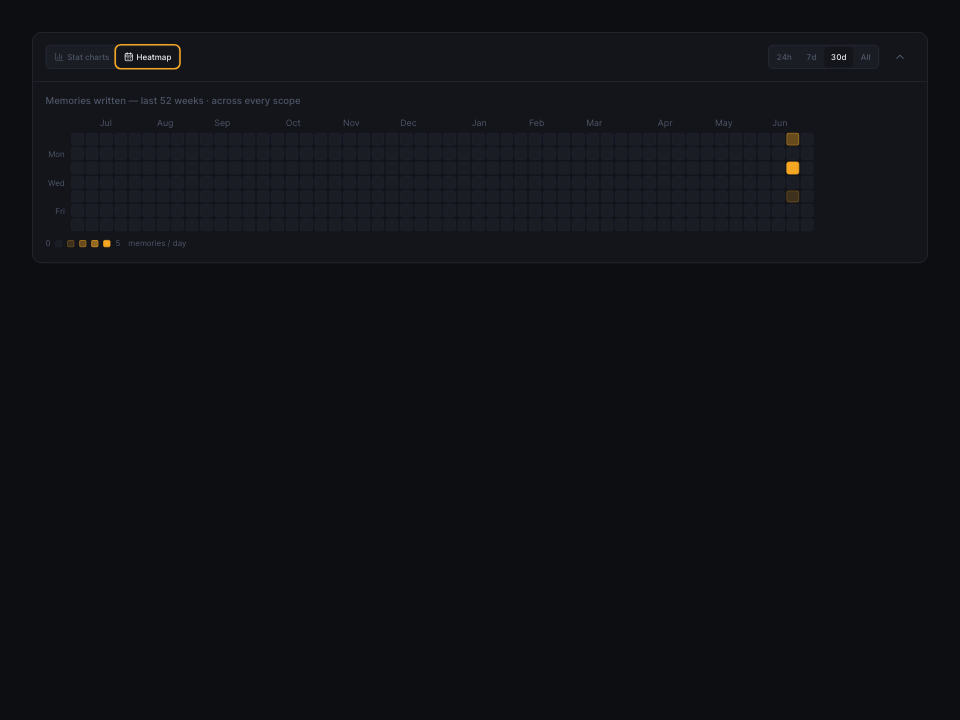 Stat charts Heatmap 24h 7d 30d All
Memories written — last 52 weeks · across every scope
Jul Aug Sep Oct Nov Dec Jan Feb Mar Apr May Jun
Mon
Wed
Fri
0 5 memories / day